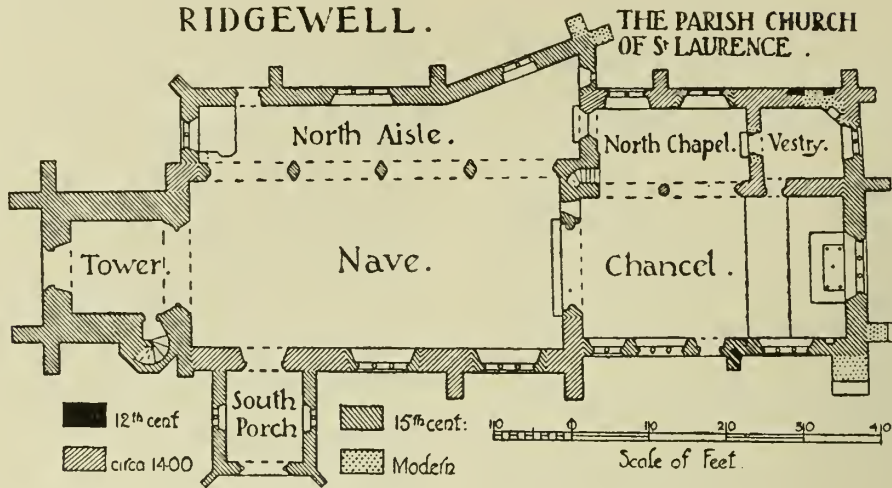 RIDGEWELL.
THE PARISH CHURCH
OF St LAURENCE.
North Aisle.
North Chapel.
Vestry.
Tower.
Nave.
Chancel.
South
Porch
12th cent
15th cent:
circa 1400
Modern
10 0 10 20 30 40
Scale of Feet.